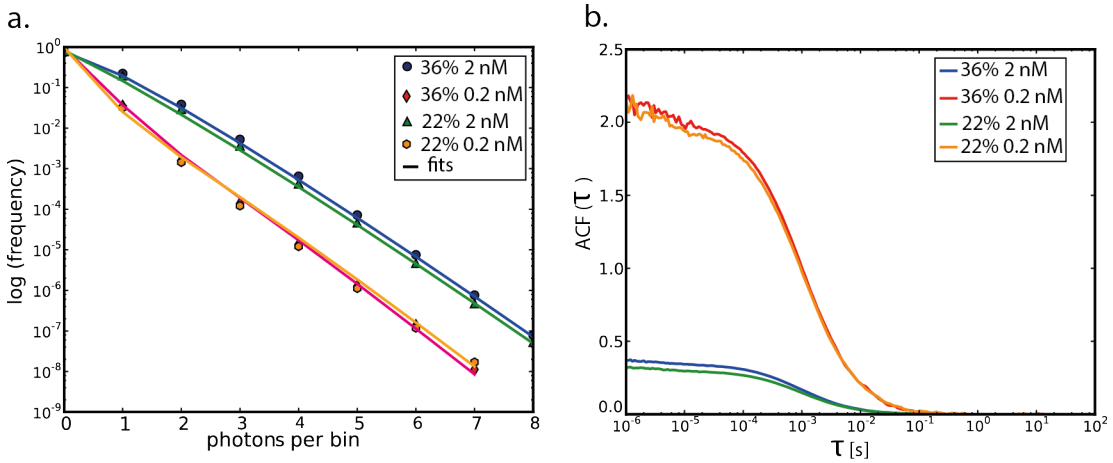 a.
10^0
10^-1
10^-2
10^-3
10^-4
10^-5
10^-6
10^-7
10^-8
10^-9
log (frequency)
0 1 2 3 4 5 6 7 8
photons per bin
36% 2 nM
36% 0.2 nM
22% 2 nM
22% 0.2 nM
fits
b.
2.5
2.0
1.5
1.0
0.5
0.0
ACF (τ)
10^-6 10^-5 10^-4 10^-3 10^-2 10^-1 10^0 10^1 10^2
τ [s]
36% 2 nM
36% 0.2 nM
22% 2 nM
22% 0.2 nM